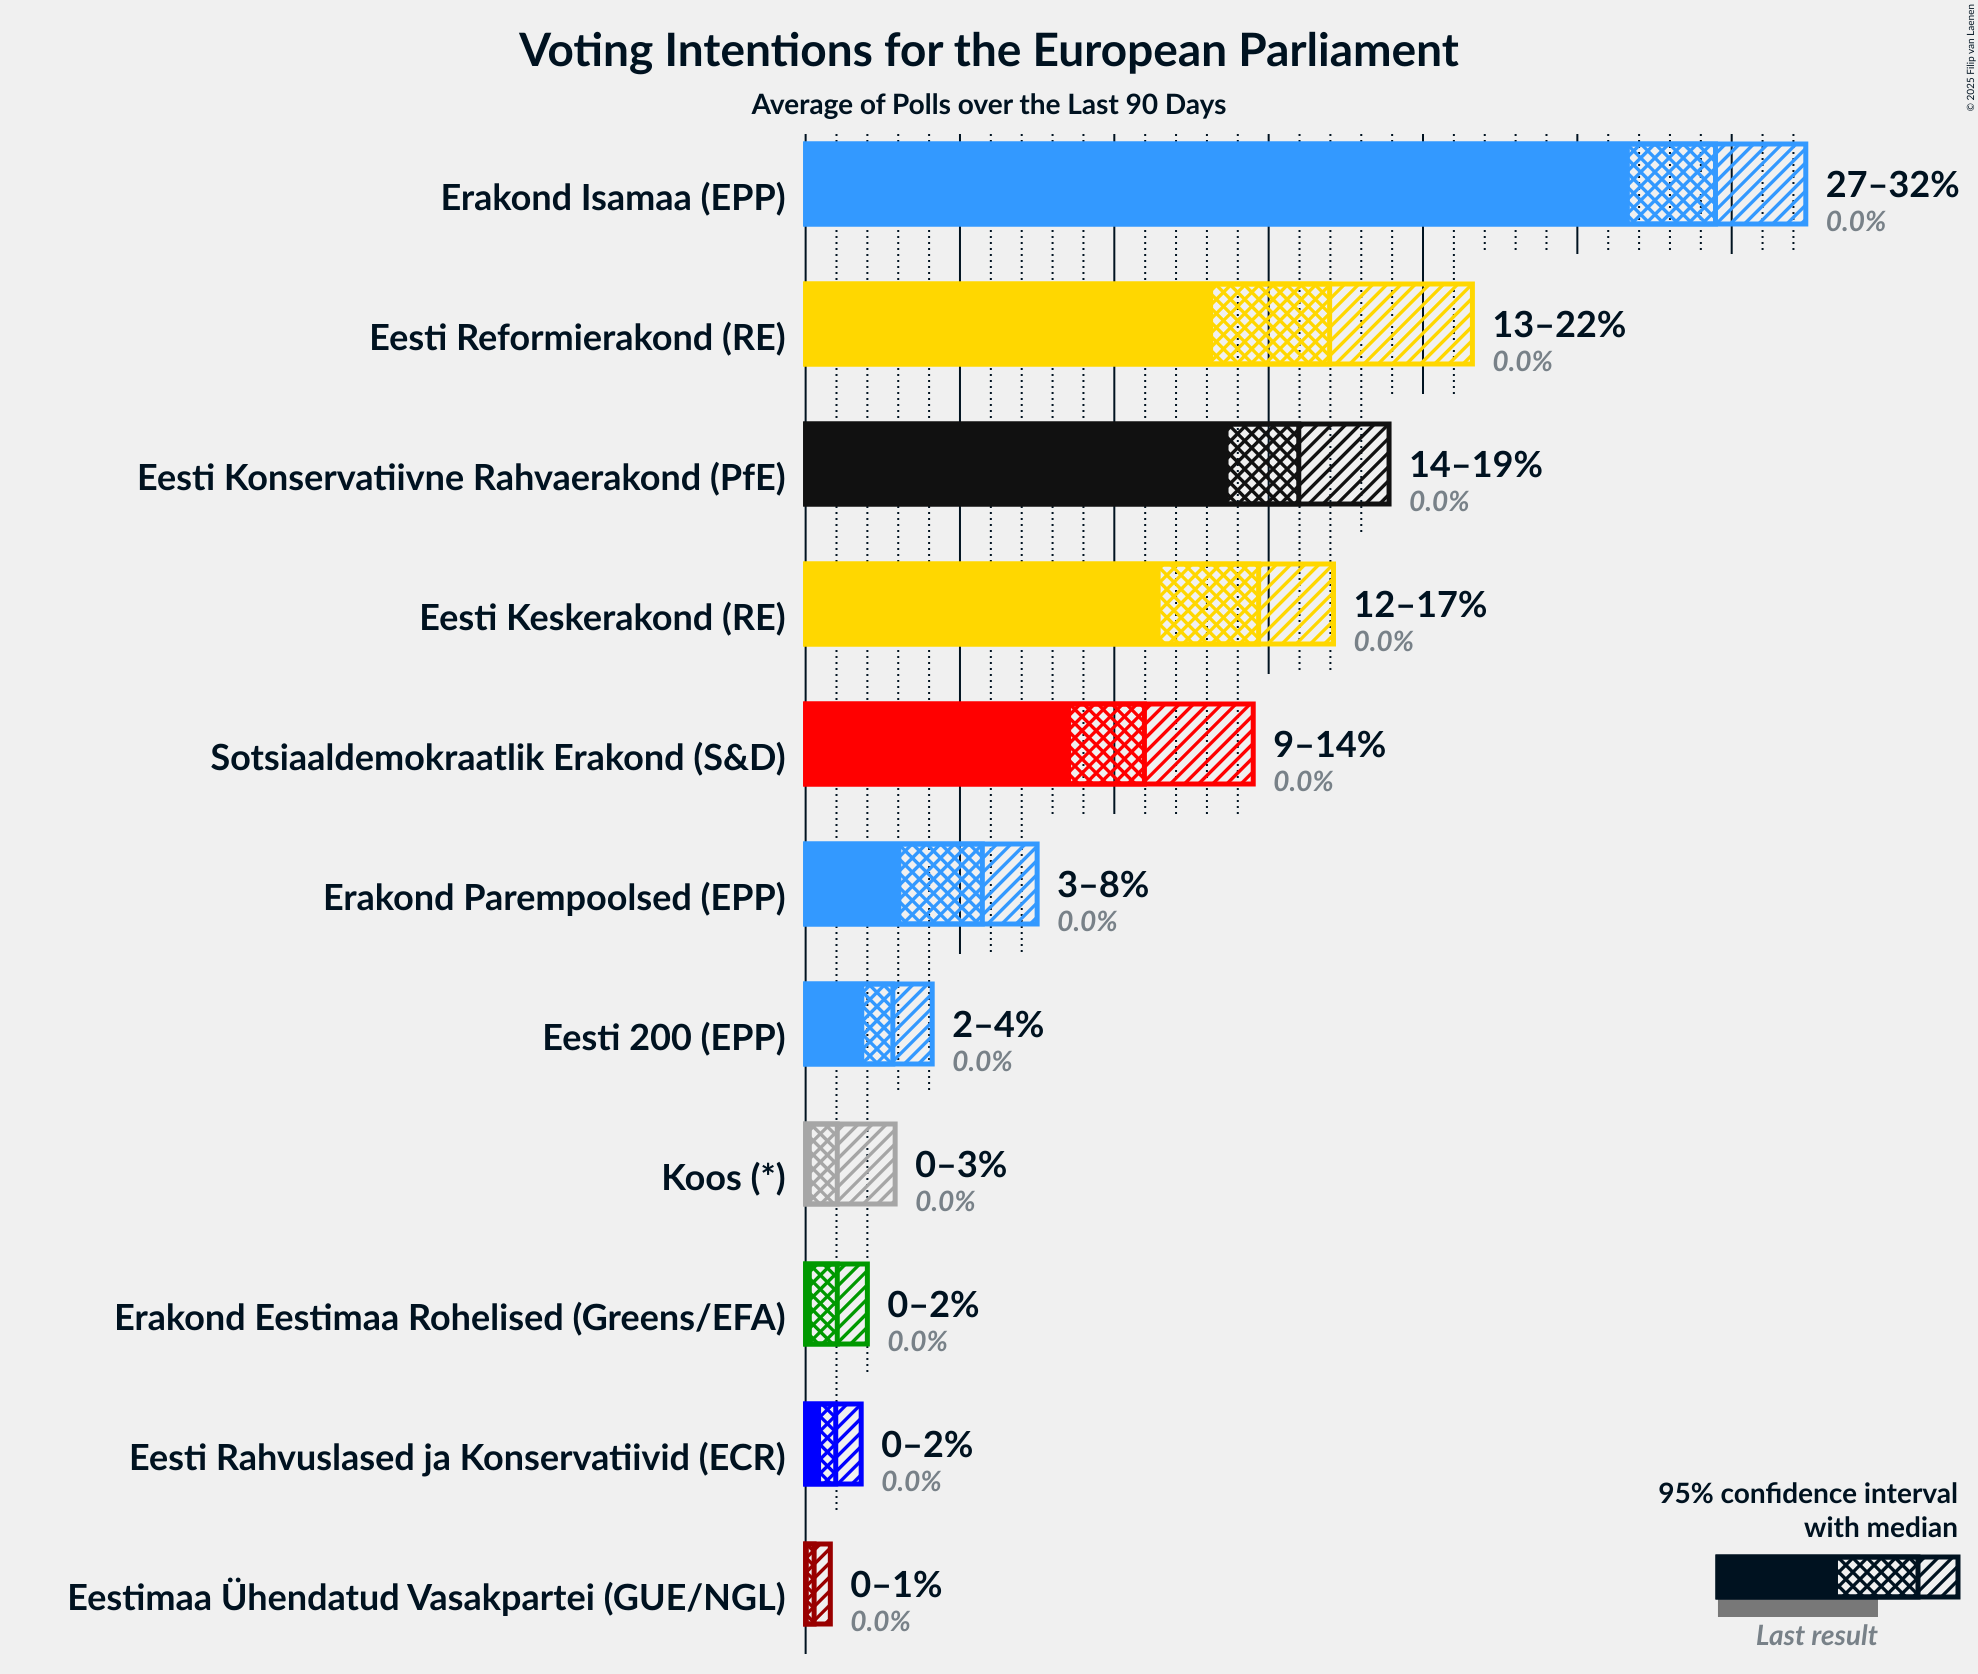 © 2025 Filip van Laenen
Voting Intentions for the European Parliament
Average of Polls over the Last 90 Days
Erakond Isamaa (EPP)
27–32%
0.0%
Eesti Reformierakond (RE)
13–22%
0.0%
Eesti Konservatiivne Rahvaerakond (PfE)
14–19%
0.0%
Eesti Keskerakond (RE)
12–17%
0.0%
Sotsiaaldemokraatlik Erakond (S&D)
9–14%
0.0%
Erakond Parempoolsed (EPP)
3–8%
0.0%
Eesti 200 (EPP)
2–4%
0.0%
Koos (*)
0–3%
0.0%
Erakond Eestimaa Rohelised (Greens/EFA)
0–2%
0.0%
Eesti Rahvuslased ja Konservatiivid (ECR)
0–2%
0.0%
Eestimaa Ühendatud Vasakpartei (GUE/NGL)
0–1%
0.0%
95% confidence interval
with median
Last result